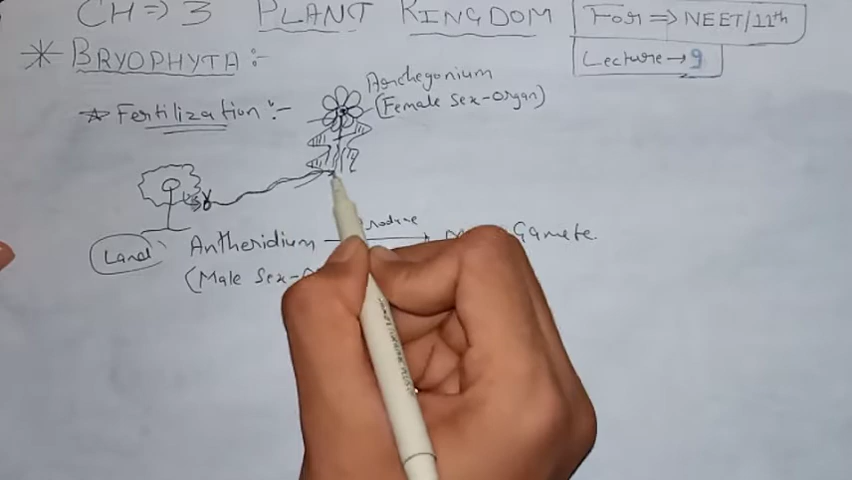 CH => 3 PLANT KINGDOM
For => NEET/11th
Lecture → 9
* BRYOPHYTA :-
Archegonium
(Female Sex-Organ)
* Fertilization :-
Land
Antheridium Gamete.
(Male Sex-